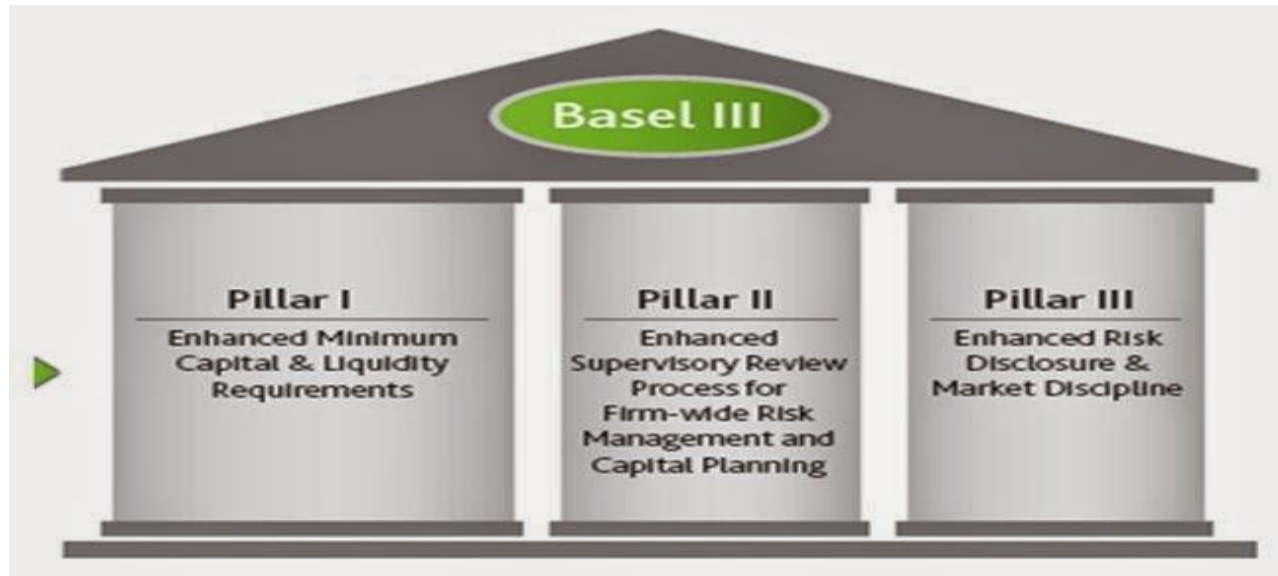 Basel III
Pillar I
Enhanced Minimum
Capital & Liquidity
Requirements
Pillar II
Enhanced
Supervisory Review
Process for
Firm-wide Risk
Management and
Capital Planning
Pillar III
Enhanced Risk
Disclosure &
Market Discipline